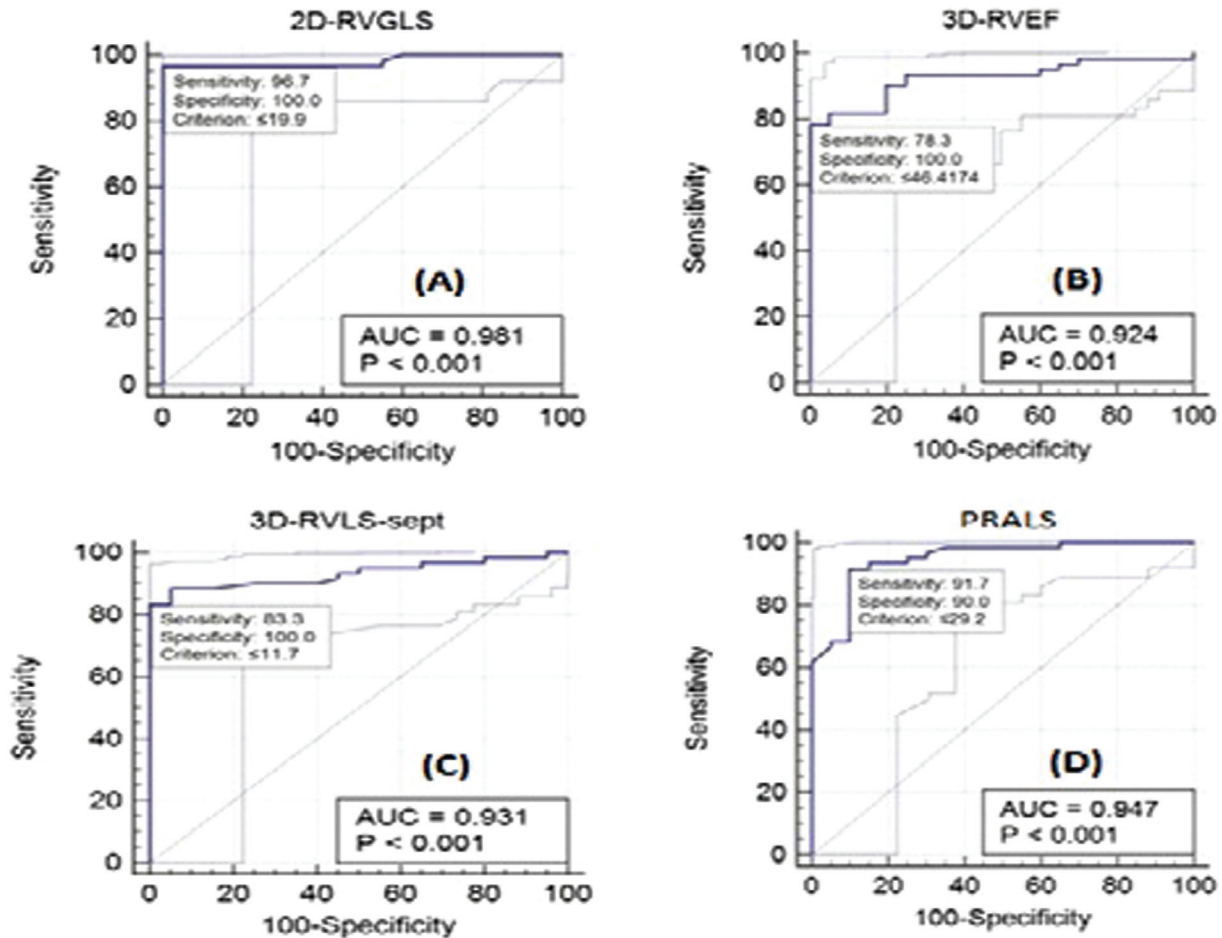 2D-RVGLS
100
80
60
40
20
0
Sensitivity
Sensitivity: 96.7
Specificity: 100.0
Criterion: ≤19.9
(A)
AUC = 0.981
P < 0.001
0 20 40 60 80 100
100-Specificity
3D-RVEF
100
80
60
40
20
0
Sensitivity
Sensitivity: 78.3
Specificity: 100.0
Criterion: ≤46.4174
(B)
AUC = 0.924
P < 0.001
0 20 40 60 80 100
100-Specificity
3D-RVLS-sept
100
80
60
40
20
0
Sensitivity
Sensitivity: 83.3
Specificity: 100.0
Criterion: ≤11.7
(C)
AUC = 0.931
P < 0.001
0 20 40 60 80 100
100-Specificity
PRALS
100
80
60
40
20
0
Sensitivity
Sensitivity: 91.7
Specificity: 90.0
Criterion: ≤29.2
(D)
AUC = 0.947
P < 0.001
0 20 40 60 80 100
100-Specificity